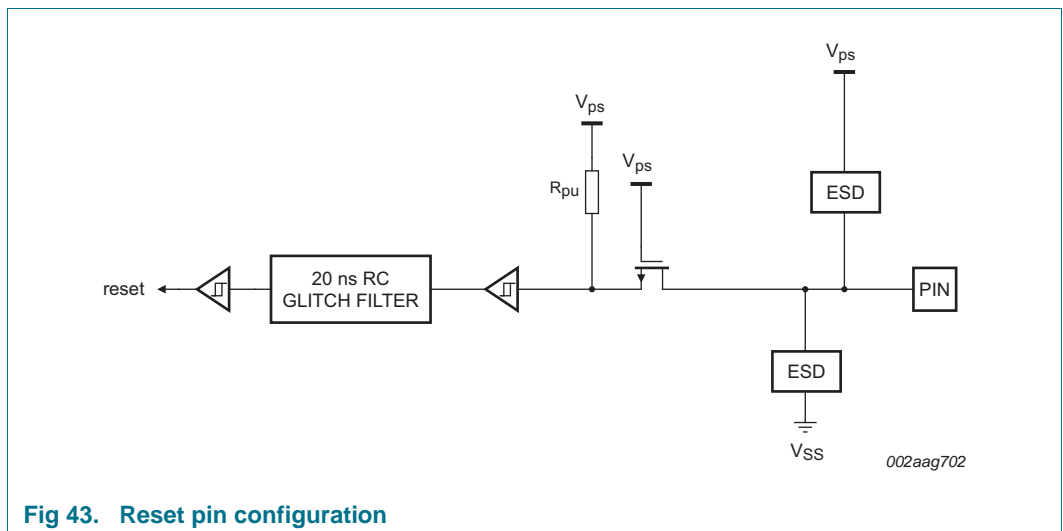 Vps
Vps
Vps
Rpu
ESD
reset
20 ns RC
GLITCH FILTER
PIN
ESD
VSS
002aag702
Fig 43. Reset pin configuration